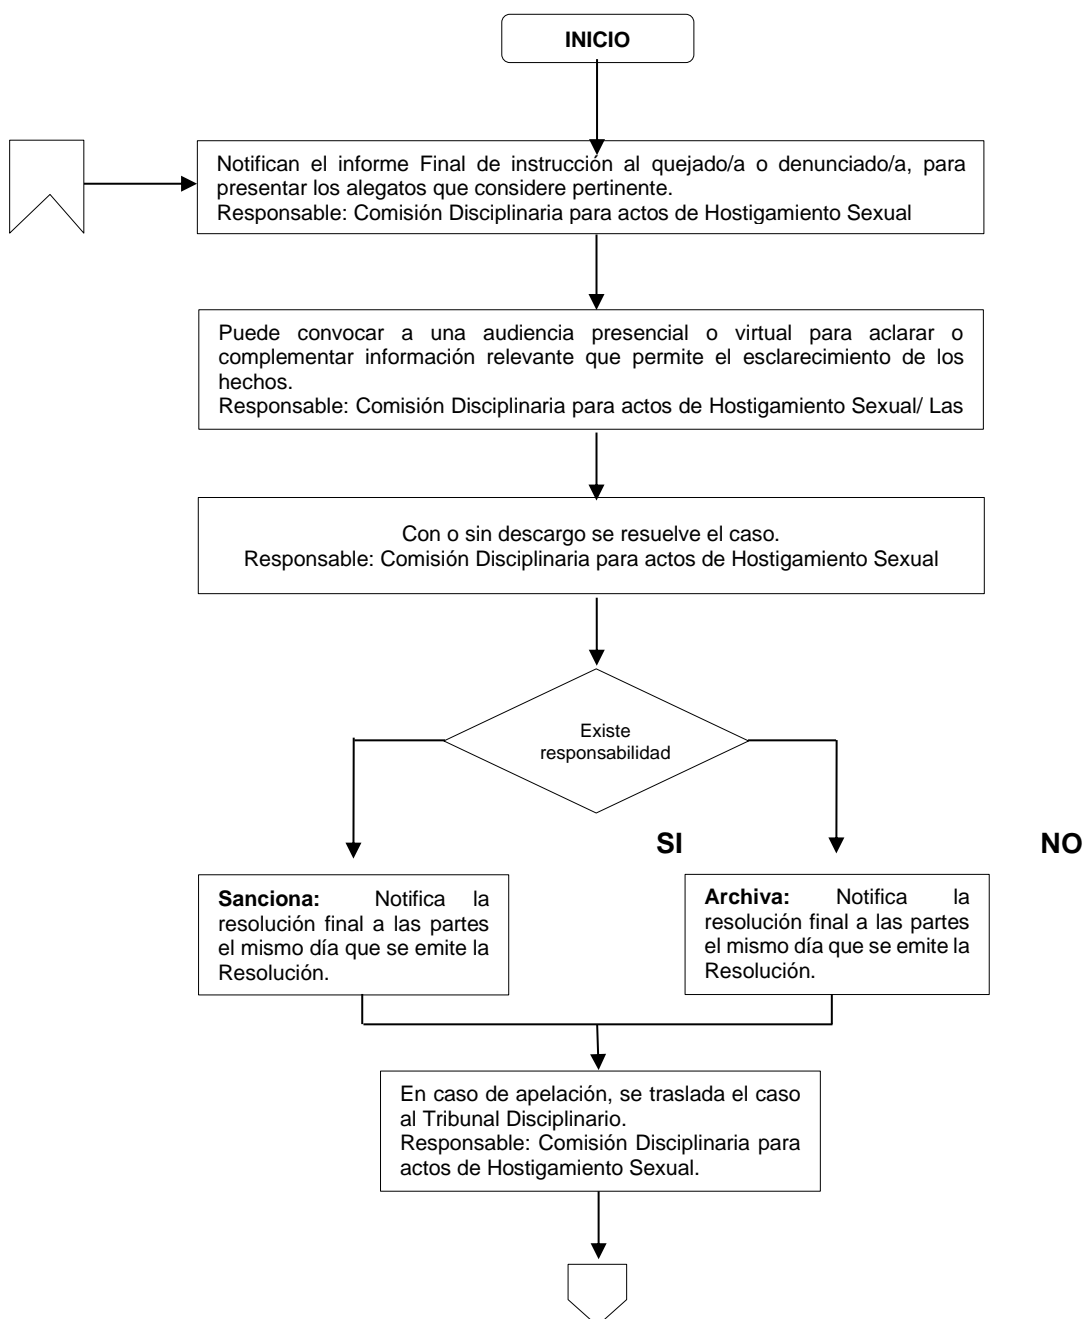 INICIO
Notifican el informe Final de instrucción al quejado/a o denunciado/a, para
presentar los alegatos que considere pertinente.
Responsable: Comisión Disciplinaria para actos de Hostigamiento Sexual
Puede convocar a una audiencia presencial o virtual para aclarar o
complementar información relevante que permite el esclarecimiento de los
hechos.
Responsable: Comisión Disciplinaria para actos de Hostigamiento Sexual/ Las
Con o sin descargo se resuelve el caso.
Responsable: Comisión Disciplinaria para actos de Hostigamiento Sexual
Existe
responsabilidad
SI
NO
Sanciona: Notifica la
resolución final a las partes
el mismo día que se emite la
Resolución.
Archiva: Notifica la
resolución final a las partes
el mismo día que se emite la
Resolución.
En caso de apelación, se traslada el caso
al Tribunal Disciplinario.
Responsable: Comisión Disciplinaria para
actos de Hostigamiento Sexual.